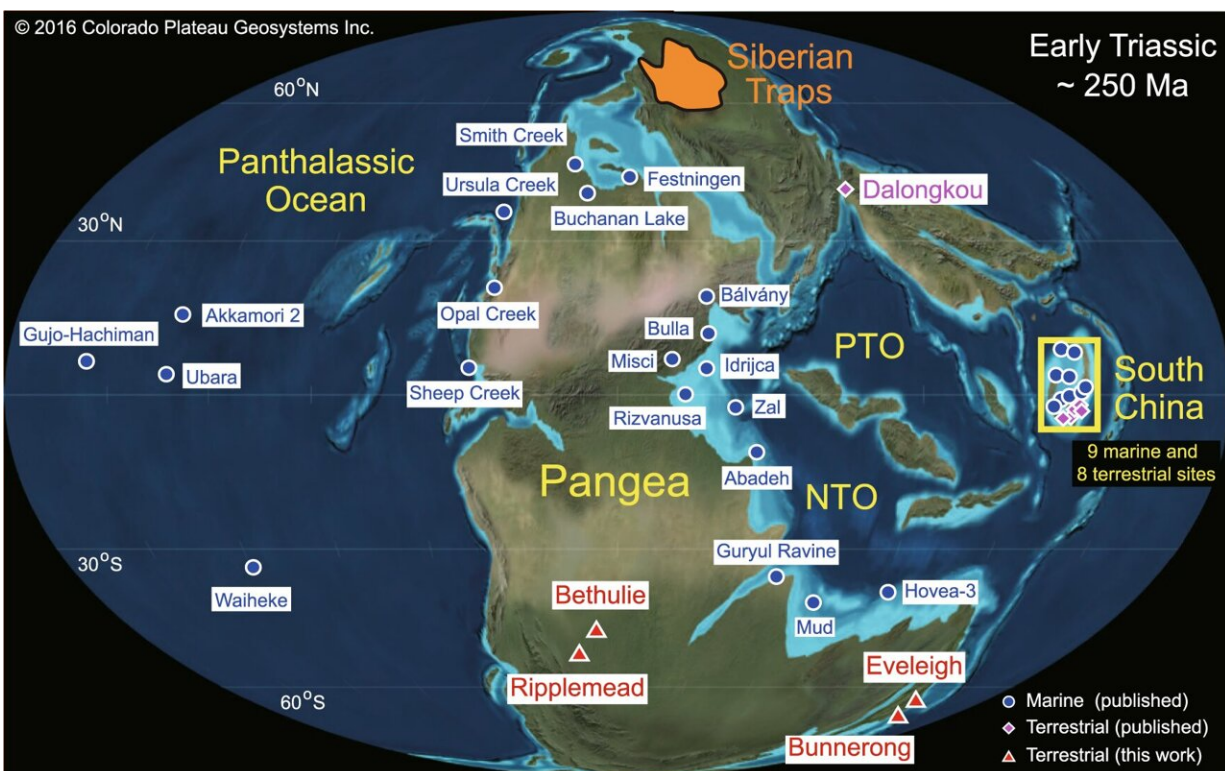 © 2016 Colorado Plateau Geosystems Inc.
Early Triassic
~ 250 Ma
Siberian
Traps
60°N
Smith Creek
Panthalassic
Ocean
Ursula Creek
Festningen
Dalongkou
Buchanan Lake
30°N
Opal Creek
Bálvány
Akkamori 2
Gujo-Hachiman
Bulla
PTO
Misci
Idrijca
Ubara
Sheep Creek
South
China
Rizvanusa
Zal
9 marine and
8 terrestrial sites
Pangea
Abadeh
NTO
30°S
Guryul Ravine
Waiheke
Bethulie
Hovea-3
Mud
Eveleigh
Ripplemead
60°S
Bunnerong
Marine (published)
Terrestrial (published)
Terrestrial (this work)